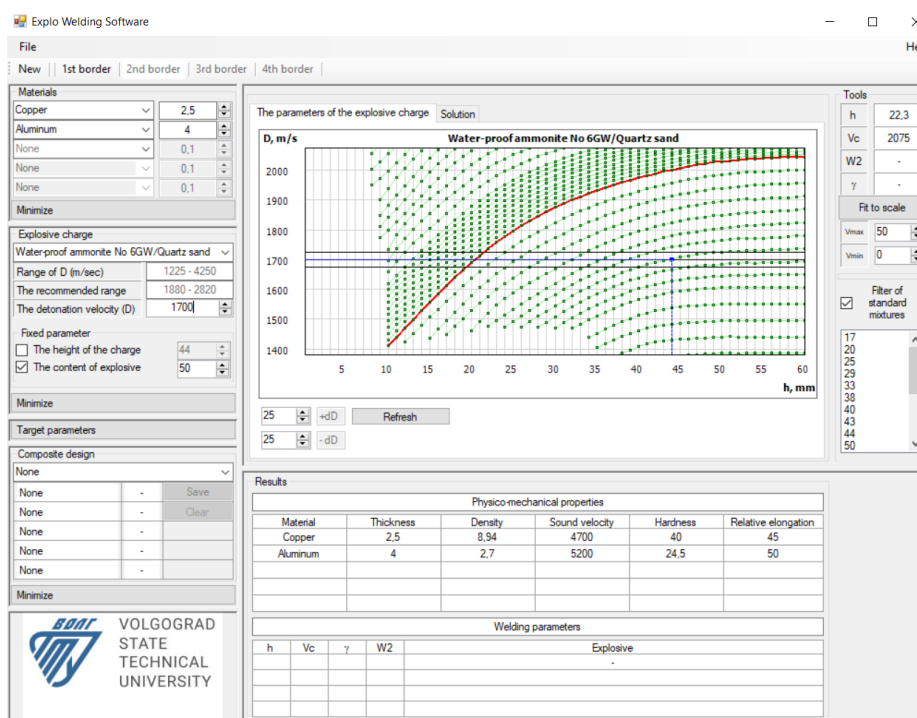 Explo Welding Software
File
He
New
1st border
2nd border
3rd border
4th border
Materials
Copper 2,5
Aluminum 4
None 0,1
None 0,1
None 0,1
Minimize
Explosive charge
Water-proof ammonite No 6GW/Quartz sand
Range of D (m/sec) 1225 - 4250
The recommended range 1880 - 2820
The detonation velocity (D) 1700
Fixed parameter
The height of the charge 44
The content of explosive 50
Minimize
Target parameters
Composite design
None
None - Save
None - Clear
None -
None -
None -
Minimize
ВОЛГ
VOLGOGRAD
STATE
TECHNICAL
UNIVERSITY
The parameters of the explosive charge
Solution
D, m/s
Water-proof ammonite No 6GW/Quartz sand
2000
1900
1800
1700
1600
1500
1400
5 10 15 20 25 30 35 40 45 50 55 60
h, mm
25 +dD Refresh
25 -dD
Tools
h 22,3
Vc 2075
W2 -
γ -
Fit to scale
Vmax 50
Vmin 0
Filter of
standard
mixtures
17
20
25
29
33
38
40
43
44
50
Results
Physico-mechanical properties
Material Thickness Density Sound velocity Hardness Relative elongation
Copper 2,5 8,94 4700 40 45
Aluminum 4 2,7 5200 24,5 50
Welding parameters
h Vc γ W2 Explosive
-